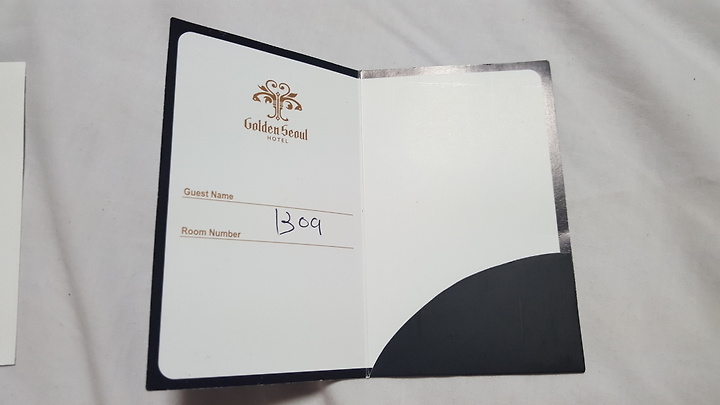 Golden Seoul
HOTEL
Guest Name
Room Number 1309